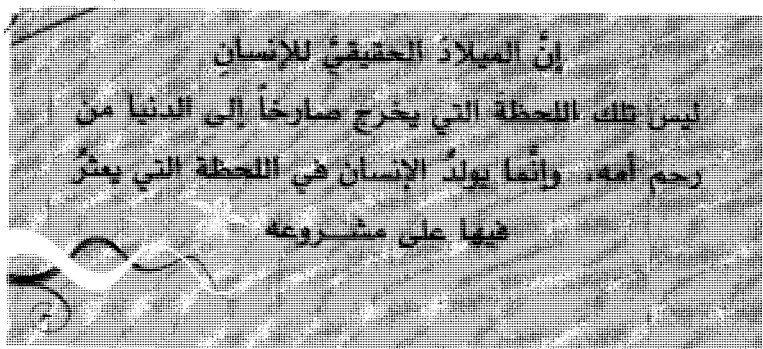 إنَّ الميلادَ الحقيقيَّ للإنسانِ
ليسَ تلك اللحظة التي يخرج صارخاً إلى الدنيا من
رحم أمه، وإنَّما يولدُ الإنسان في اللحظة التي يعثرُ
فيها على مشـــروعه